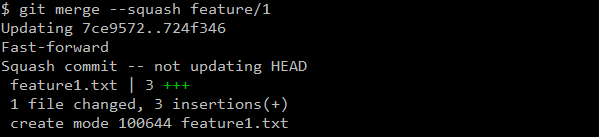 $ git merge --squash feature/1
Updating 7ce9572..724f346
Fast-forward
Squash commit -- not updating HEAD
 feature1.txt | 3 +++
 1 file changed, 3 insertions(+)
 create mode 100644 feature1.txt